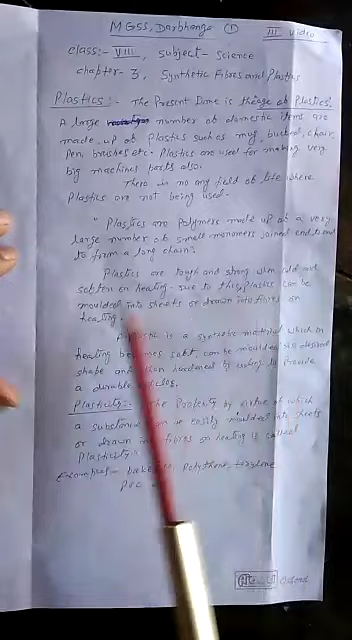 MGSS, Darbhanga ① III video
class:- VIII, subject- science
chapter- 3, Synthetic Fibres and Plastics
Plastics:- The Present Dime is the age of Plastics.
A large number of domestic items are
made up of Plastics such as mug, bucket, chair,
Pen, brushes etc. Plastics are used for making very
big machines parts also.
There is no any field of life where
Plastics are not being used.
" Plastics are Polymers made up of a very
large number of small monomers joined end to end
to form a long chain.
Plastics are tough and strong when cold and
soften on heating. Due to this, Plastics can be
moulded into sheets or drawn into fibres on
heating.
Plastic is a synthetic material which on
heating becomes soft, can be moulded in desired
shape and then hardened by cooling to Provide
a durable articles.
Plasticity:- The Property by virtue of which
a substance can be easily moulded into sheets
or drawn into fibres on heating is called
Plasticity.
Examples- Polythene, terylene
PVC